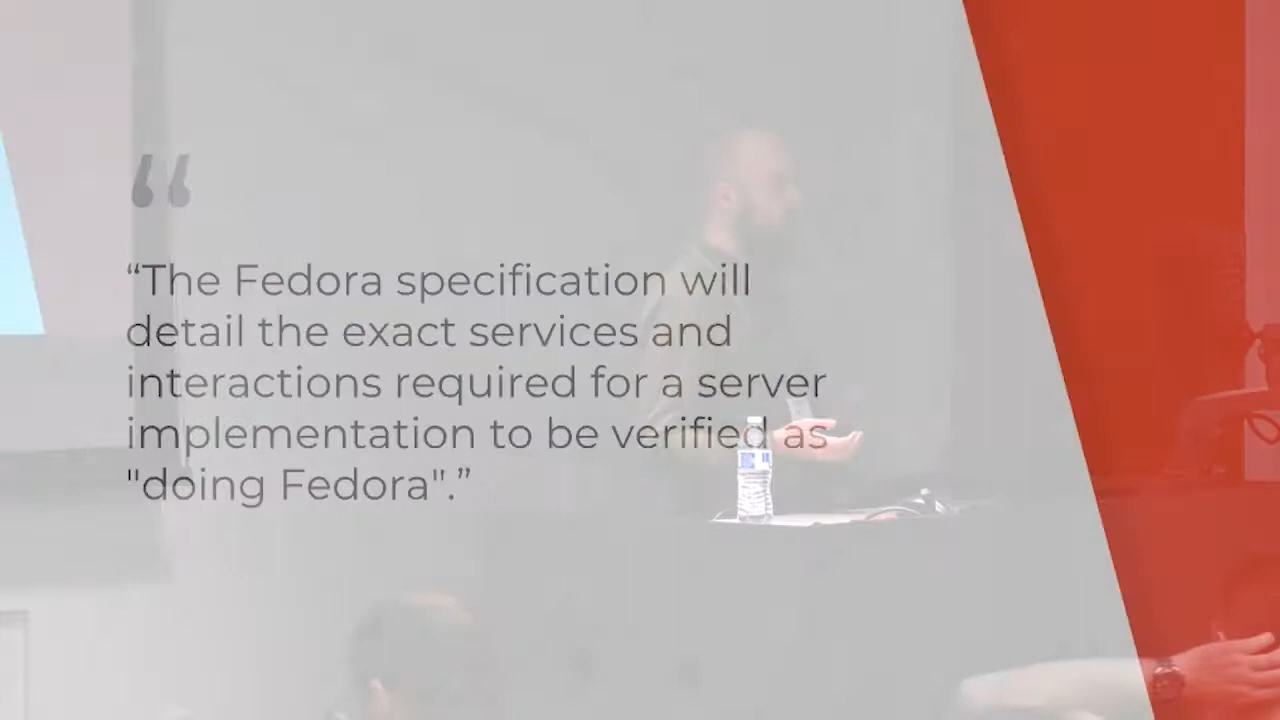 “The Fedora specification will
detail the exact services and
interactions required for a server
implementation to be verified as
"doing Fedora".”